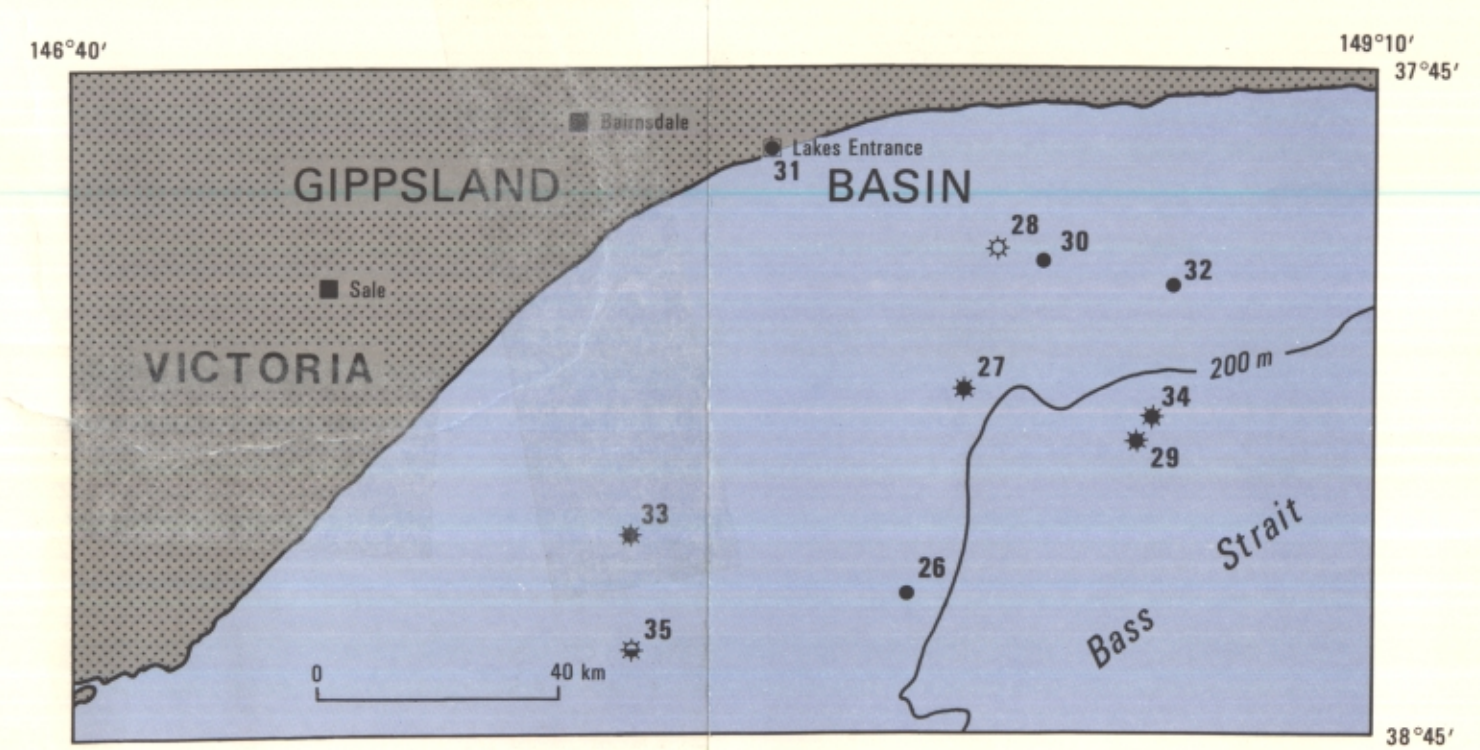 146°40′
149°10′
37°45′
Bairnsdale
Lakes Entrance
31
GIPPSLAND BASIN
28
30
32
Sale
VICTORIA
27
200 m
34
29
33
Strait
26
Bass
35
0 40 km
38°45′